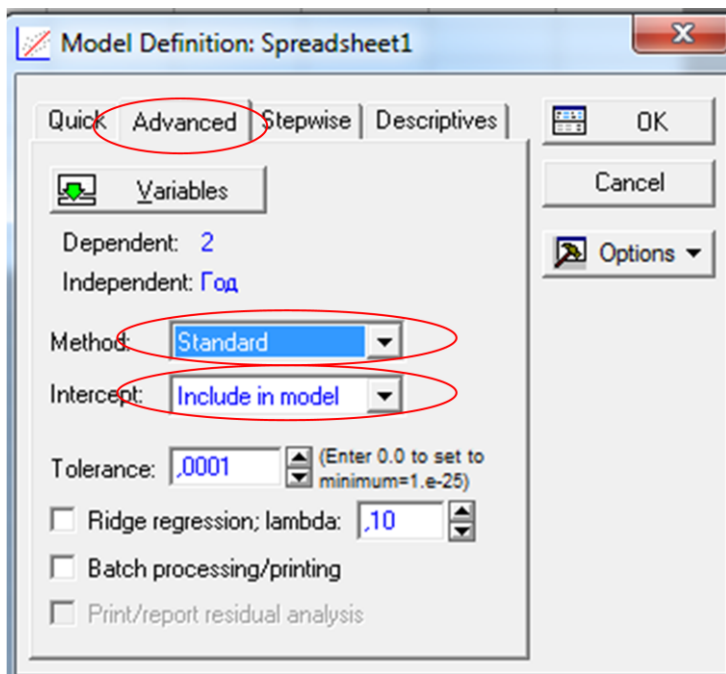 Model Definition: Spreadsheet1
Quick Advanced Stepwise Descriptives
OK
Variables
Cancel
Dependent: 2
Options
Independent: Год
Method: Standard
Intercept: Include in model
Tolerance: ,0001 (Enter 0.0 to set to
minimum=1.e-25)
Ridge regression; lambda: ,10
Batch processing/printing
Print/report residual analysis